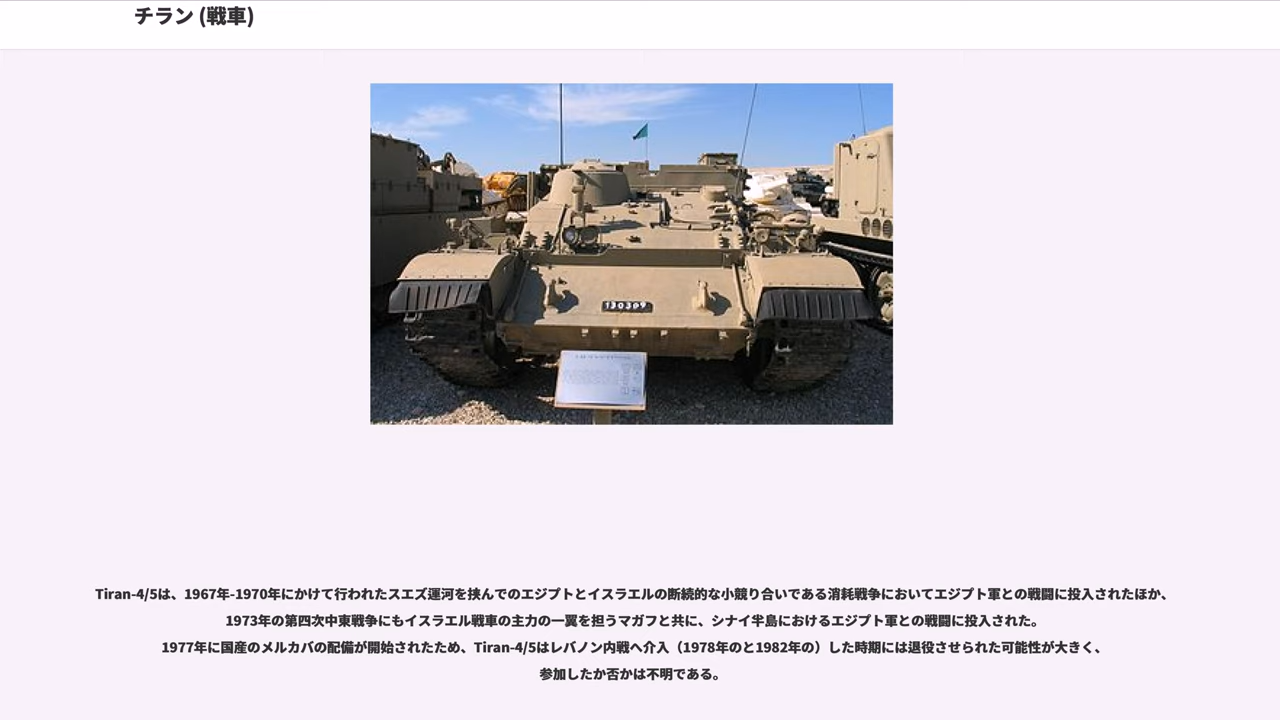 チラン (戦車)
130309
Tiran-4/5は、1967年-1970年にかけて行われたスエズ運河を挟んでのエジプトとイスラエルの断続的な小競り合いである消耗戦争においてエジプト軍との戦闘に投入されたほか、
1973年の第四次中東戦争にもイスラエル戦車の主力の一翼を担うマガフと共に、シナイ半島におけるエジプト軍との戦闘に投入された。
1977年に国産のメルカバの配備が開始されたため、Tiran-4/5はレバノン内戦へ介入（1978年のと1982年の）した時期には退役させられた可能性が大きく、
参加したか否かは不明である。